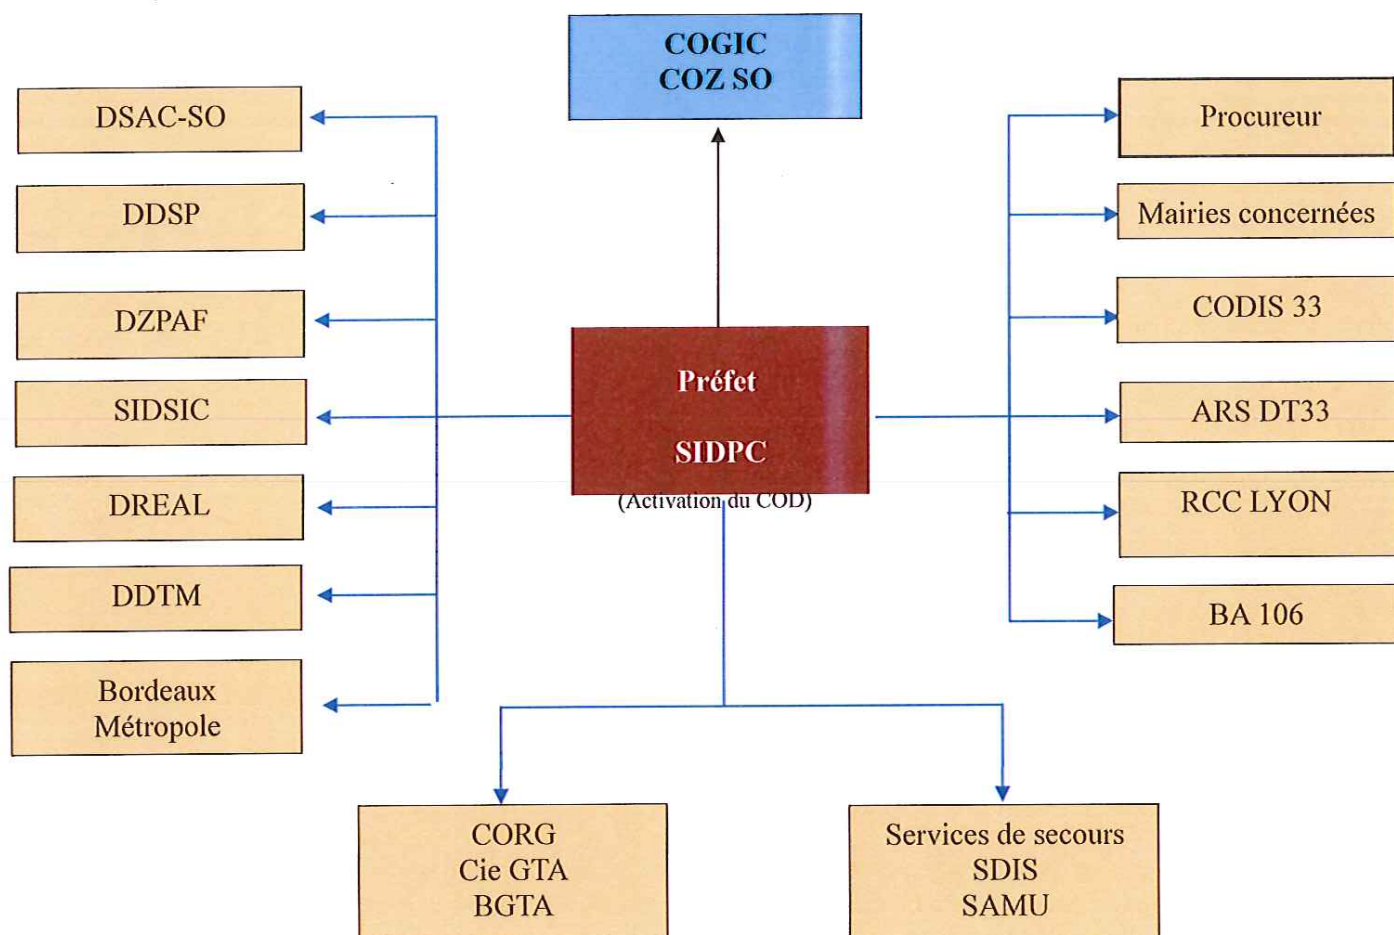 COGIC
COZ SO
DSAC-SO
DDSP
DZPAF
SIDSIC
DREAL
DDTM
Bordeaux
Métropole
Préfet
SIDPC
(Activation du COD)
Procureur
Mairies concernées
CODIS 33
ARS DT33
RCC LYON
BA 106
CORG
Cie GTA
BGTA
Services de secours
SDIS
SAMU